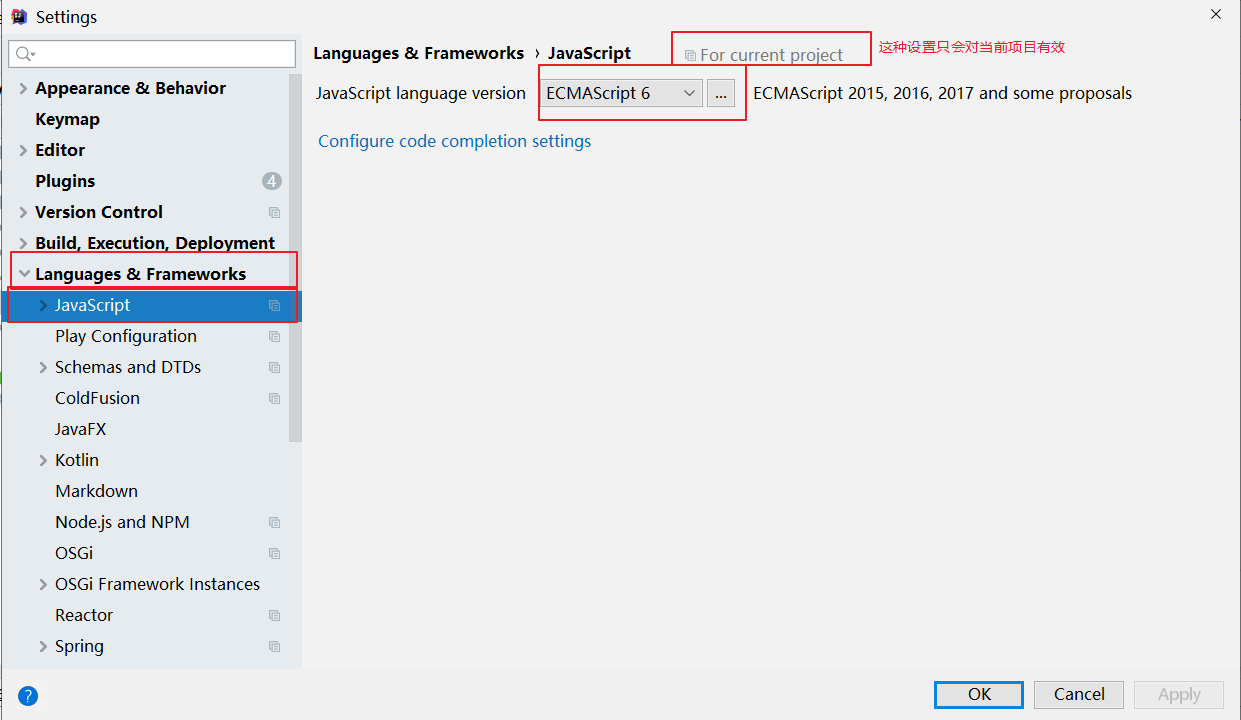 Settings
Appearance & Behavior
Keymap
Editor
Plugins 4
Version Control
Build, Execution, Deployment
Languages & Frameworks
JavaScript
Play Configuration
Schemas and DTDs
ColdFusion
JavaFX
Kotlin
Markdown
Node.js and NPM
OSGi
OSGi Framework Instances
Reactor
Spring
Languages & Frameworks › JavaScript For current project 这种设置只会对当前项目有效
JavaScript language version ECMAScript 6 ... ECMAScript 2015, 2016, 2017 and some proposals
Configure code completion settings
? OK Cancel Apply